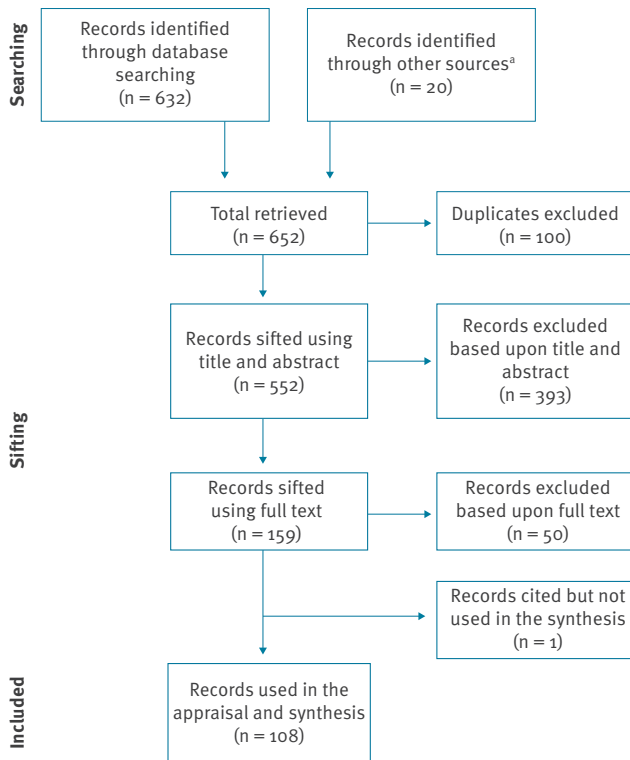 Searching
Records identified
through database
searching
(n = 632)
Records identified
through other sourcesᵃ
(n = 20)
Total retrieved
(n = 652)
Duplicates excluded
(n = 100)
Sifting
Records sifted using
title and abstract
(n = 552)
Records excluded
based upon title and
abstract
(n = 393)
Records sifted
using full text
(n = 159)
Records excluded
based upon full text
(n = 50)
Records cited but not
used in the synthesis
(n = 1)
Included
Records used in the
appraisal and synthesis
(n = 108)